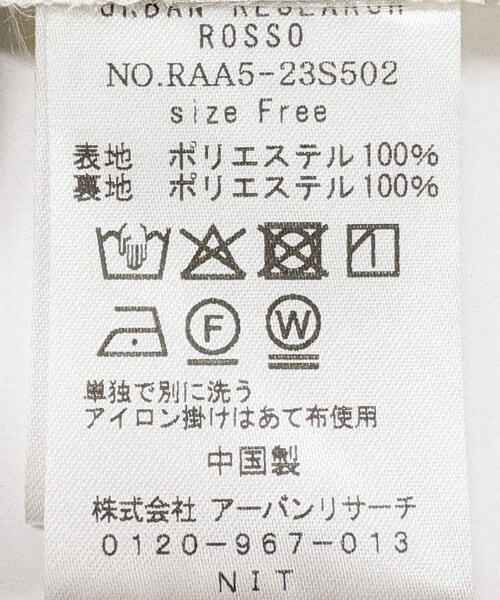 URBAN RESEARCH
ROSSO
NO.RAA5-23S502
size Free
表地 ポリエステル100%
裏地 ポリエステル100%
F W
単独で別に洗う
アイロン掛けはあて布使用
中国製
株式会社 アーバンリサーチ
0120-967-013
NIT